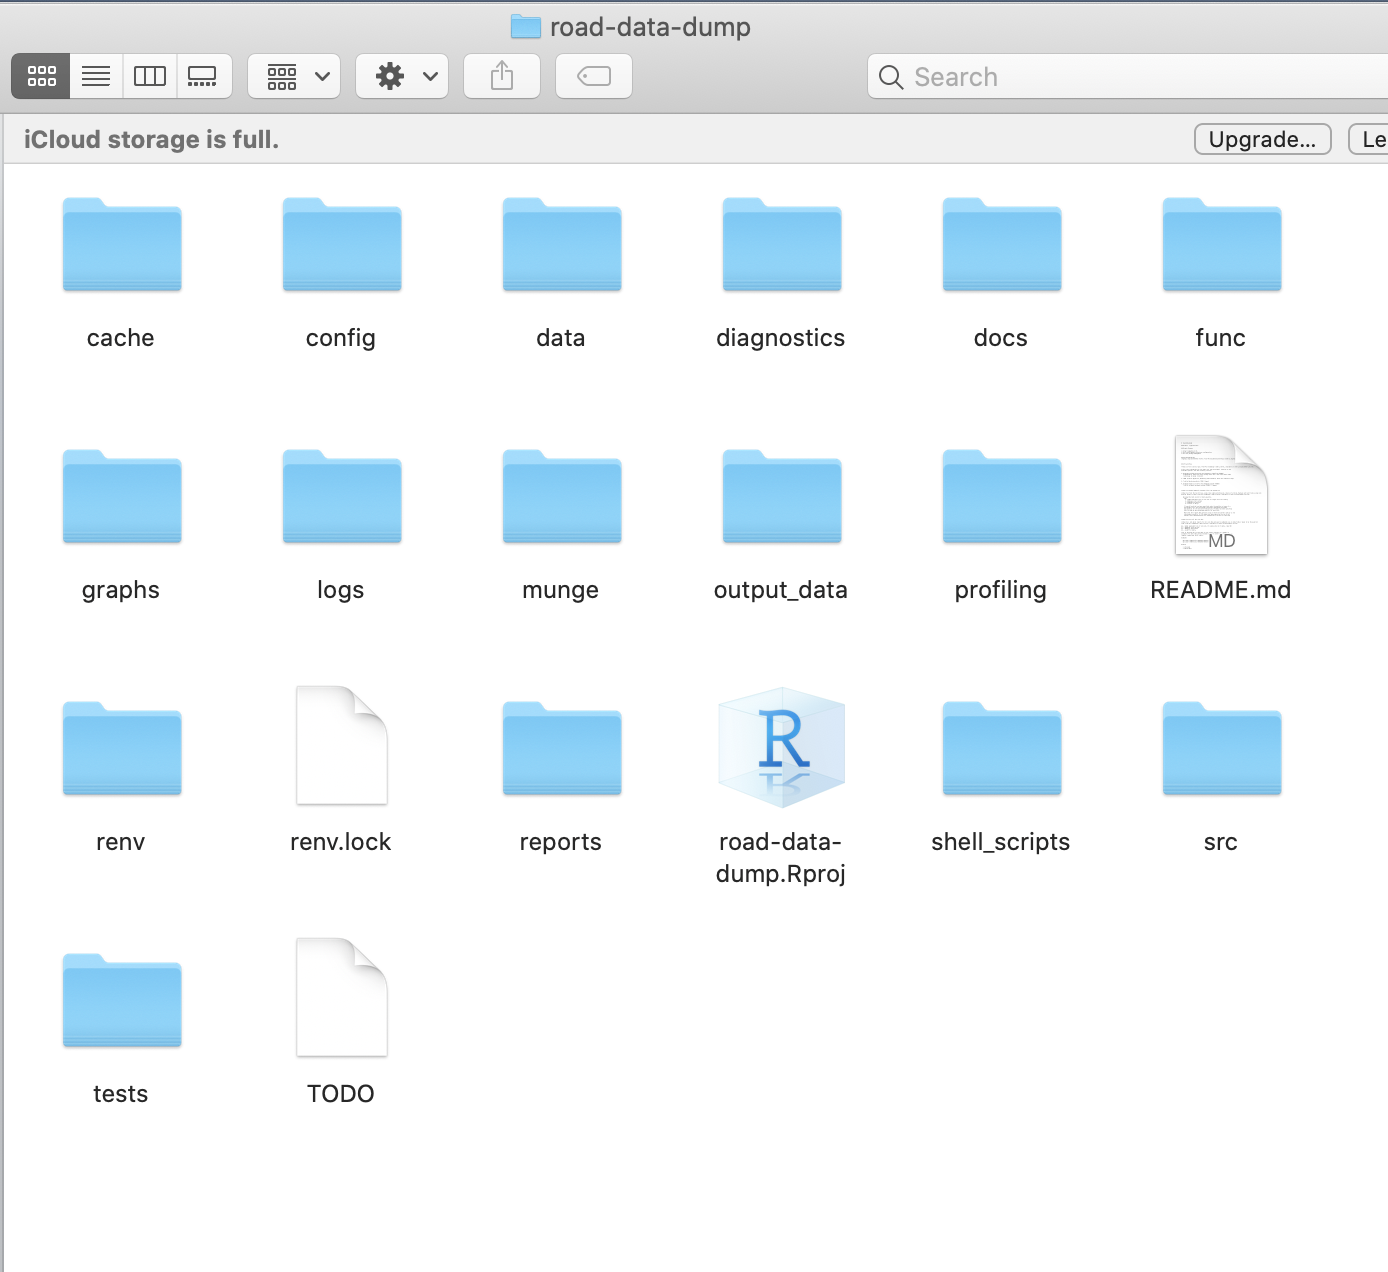 road-data-dump
Search
iCloud storage is full.
Upgrade...
Le
cache
config
data
diagnostics
docs
func
graphs
logs
munge
output_data
profiling
MD
README.md
renv
renv.lock
reports
R
road-data-
dump.Rproj
shell_scripts
src
tests
TODO